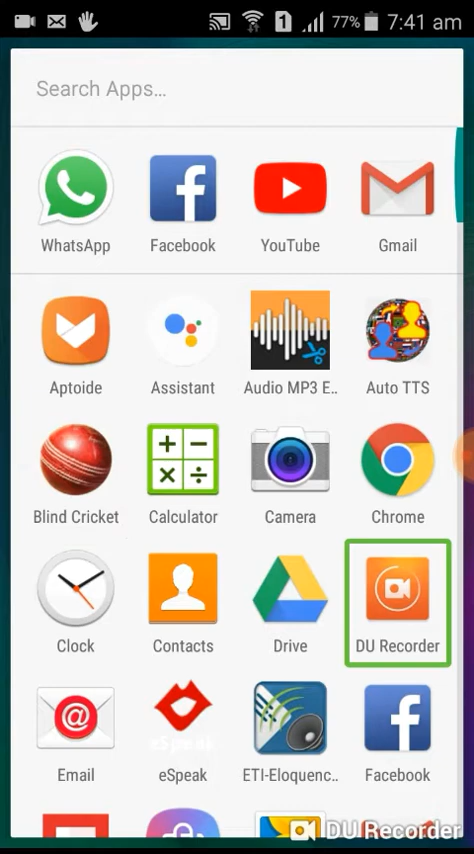 1 77% 7:41 am
Search Apps...
WhatsApp Facebook YouTube Gmail
Aptoide Assistant Audio MP3 E.. Auto TTS
Blind Cricket Calculator Camera Chrome
Clock Contacts Drive DU Recorder
eSpeak
Email eSpeak ETI-Eloquenc.. Facebook
DU Recorder